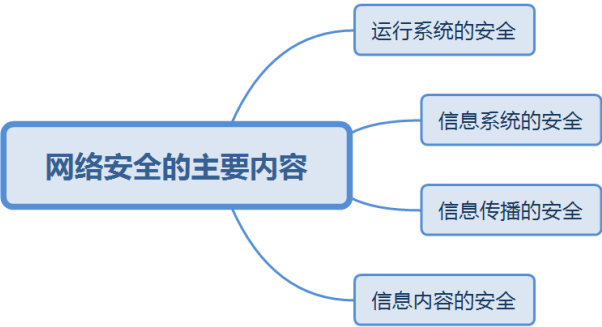 运行系统的安全
信息系统的安全
网络安全的主要内容
信息传播的安全
信息内容的安全